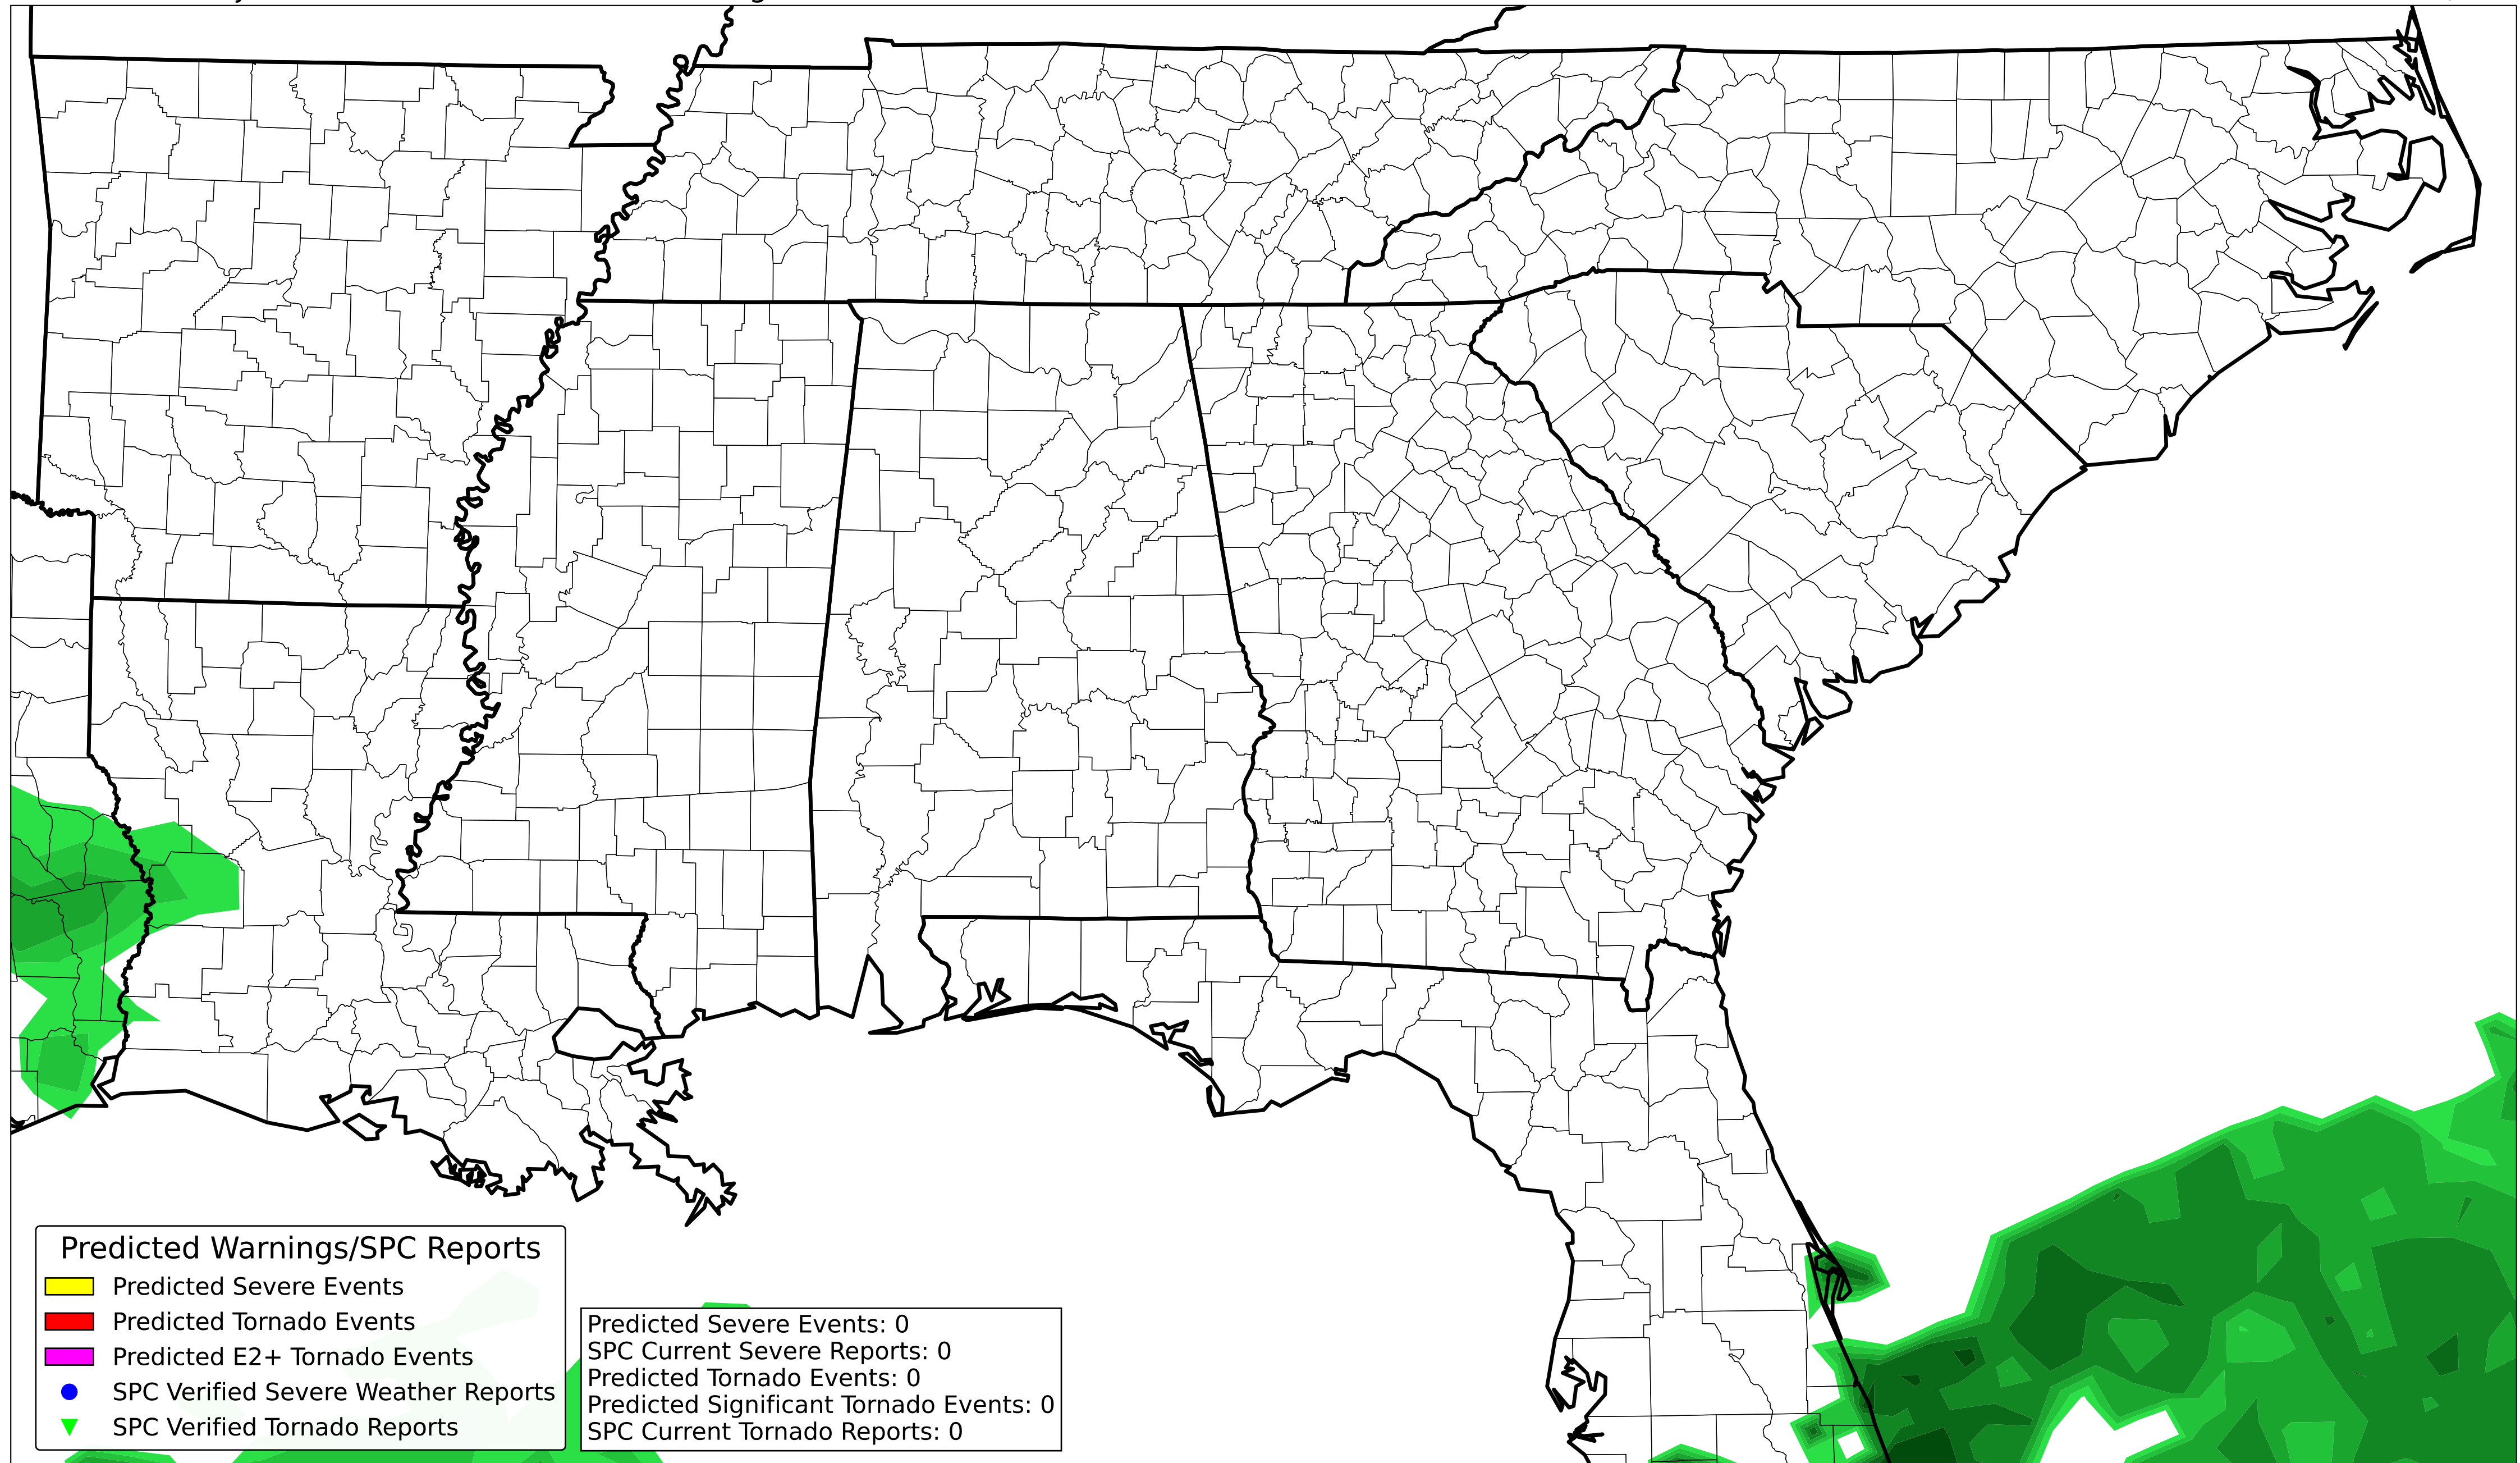 Predicted Warnings/SPC Reports
Predicted Severe Events
Predicted Tornado Events
Predicted E2+ Tornado Events
SPC Verified Severe Weather Reports
SPC Verified Tornado Reports
Predicted Severe Events: 0
SPC Current Severe Reports: 0
Predicted Tornado Events: 0
Predicted Significant Tornado Events: 0
SPC Current Tornado Reports: 0